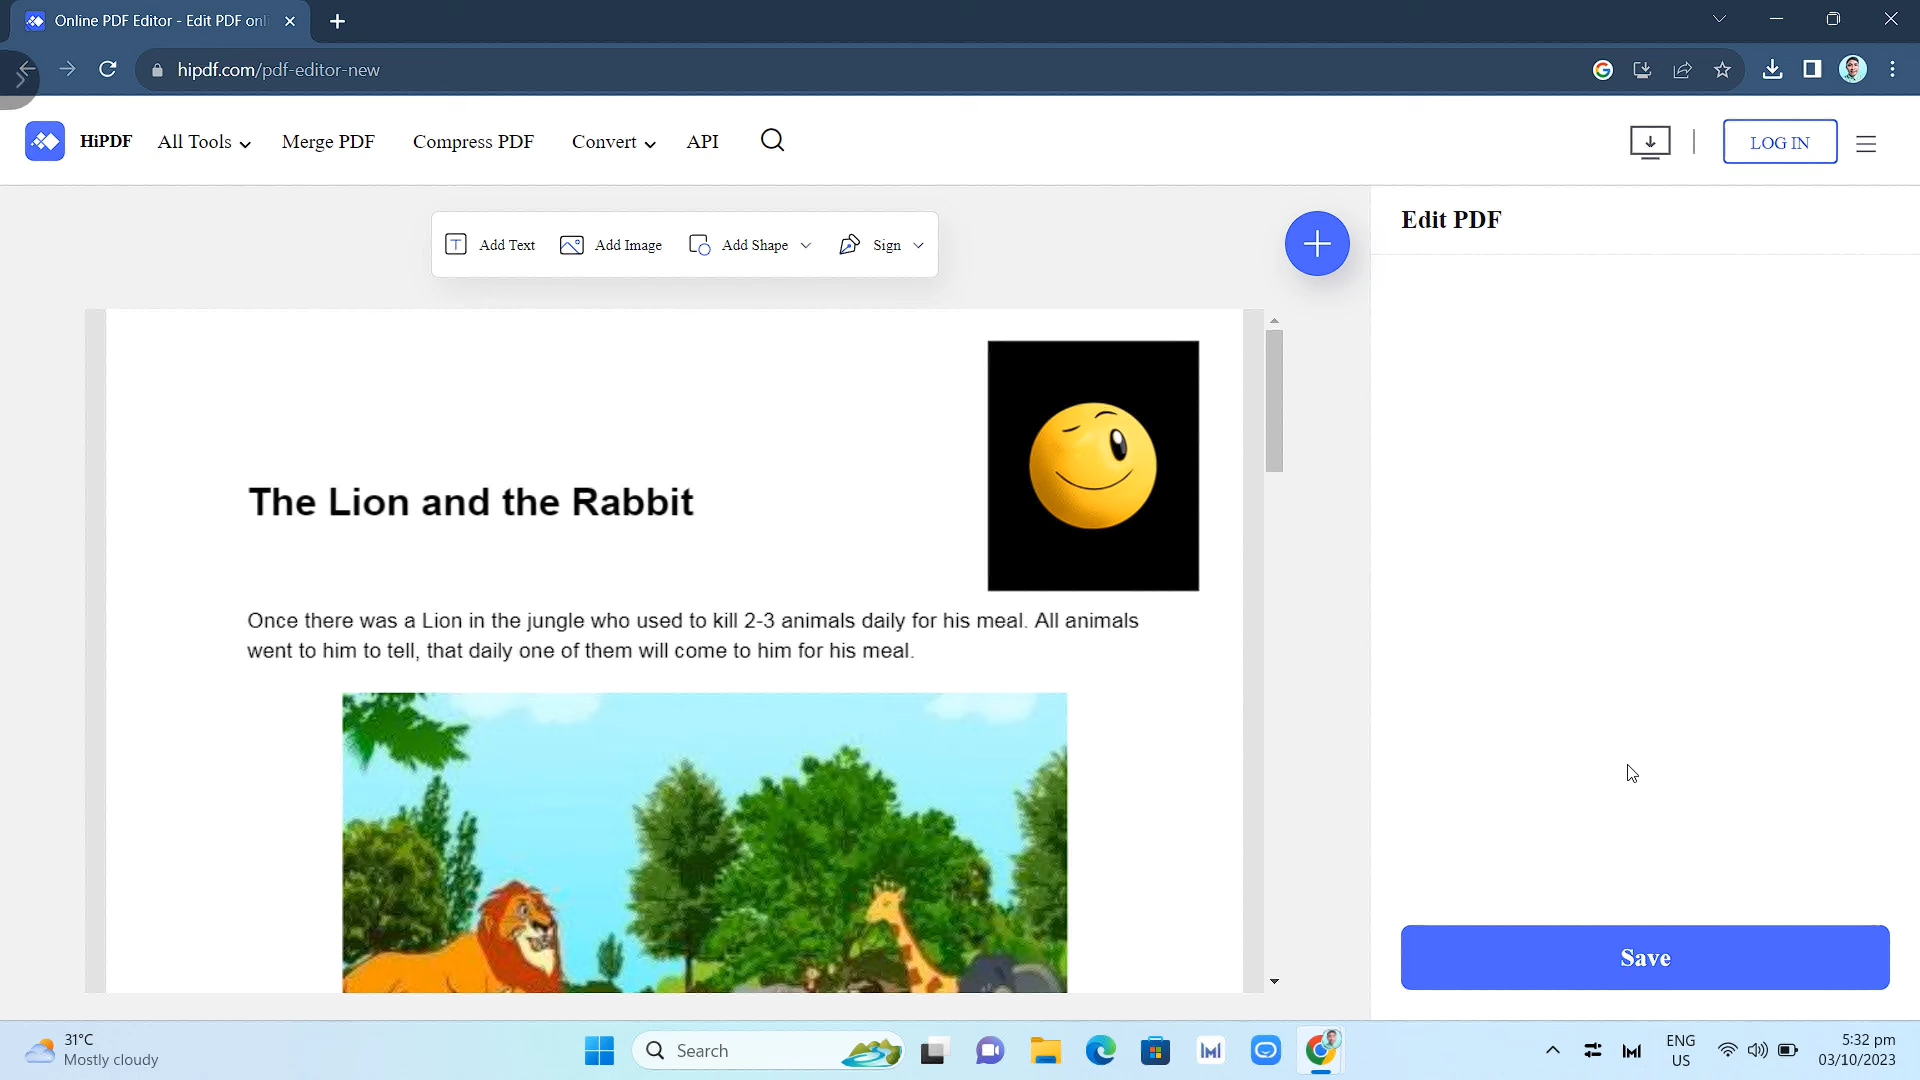 Online PDF Editor - Edit PDF onl
hipdf.com/pdf-editor-new
HiPDF
All Tools
Merge PDF
Compress PDF
Convert
API
LOG IN
Add Text
Add Image
Add Shape
Sign
Edit PDF
The Lion and the Rabbit
Once there was a Lion in the jungle who used to kill 2-3 animals daily for his meal. All animals
went to him to tell, that daily one of them will come to him for his meal.
Save
31°C
Mostly cloudy
Search
ENG
US
5:32 pm
03/10/2023